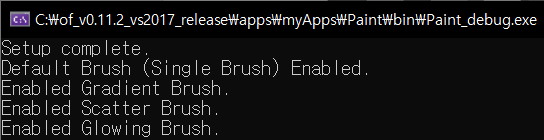 C:₩of_v0.11.2_vs2017_release₩apps₩myApps₩Paint₩bin₩Paint_debug.exe
Setup complete.
Default Brush (Single Brush) Enabled.
Enabled Gradient Brush.
Enabled Scatter Brush.
Enabled Glowing Brush.